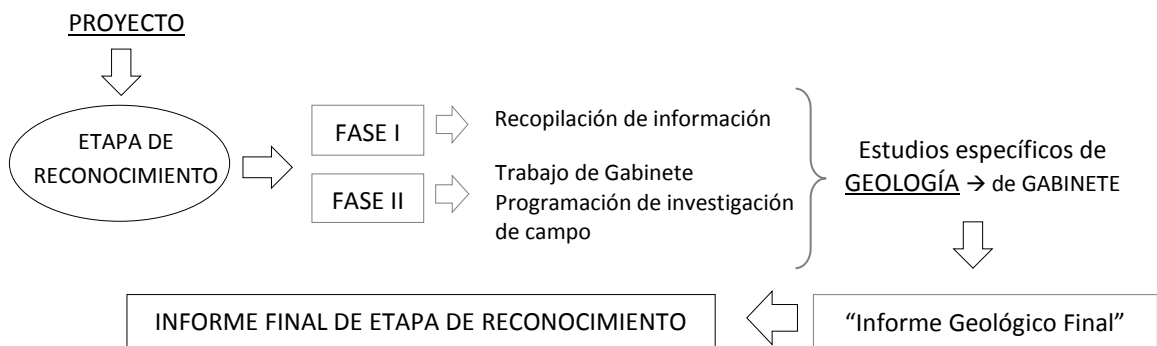 PROYECTO
ETAPA DE
RECONOCIMIENTO
FASE I
Recopilación de información
FASE II
Trabajo de Gabinete
Programación de investigación
de campo
Estudios específicos de
GEOLOGÍA → de GABINETE
“Informe Geológico Final”
INFORME FINAL DE ETAPA DE RECONOCIMIENTO